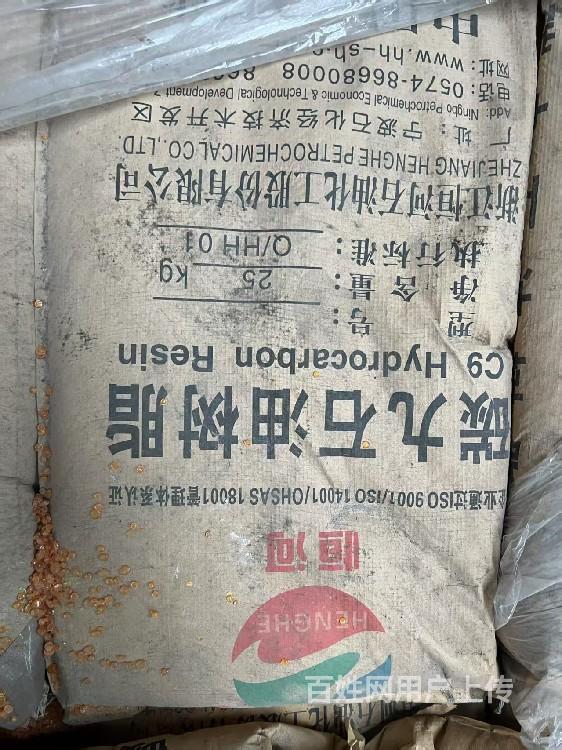 HENGHE
恒河
企业通过ISO 9001/ISO 14001/OHSAS 18001管理体系认证
碳九石油树脂
C9 Hydrocarbon Resin
型 号:
净 含 量: 25 kg
执行标准: Q/HH 01
浙江恒河石油化工股份有限公司
ZHEJIANG HENGHE PETROCHEMICAL CO.,LTD.
厂 址: 宁波石化经济技术开发区
Add: Ningbo Petrochemical Economic & Technological Development
电话: 0574-86680008
网址: www.hh-sh.c
中
百姓网用户上传